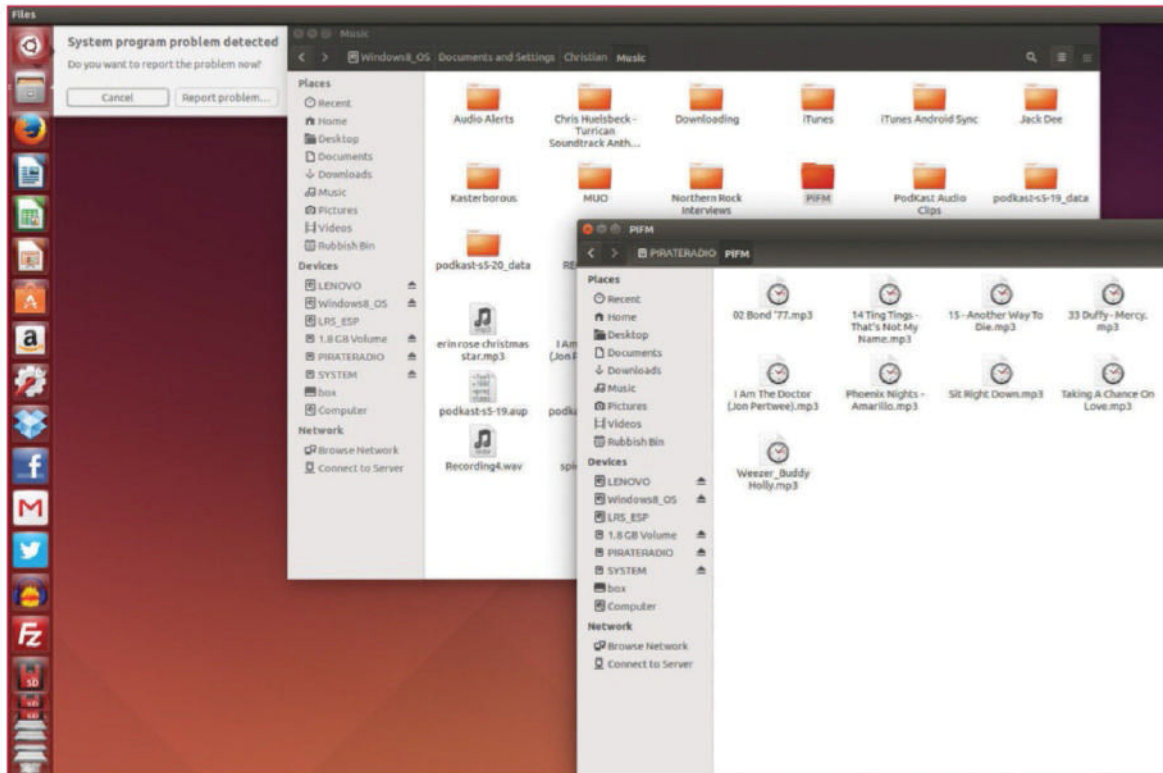 Files
System program problem detected
Do you want to report the problem now?
Cancel
Report problem...
Music
Windows8_OS Documents and Settings Christian Music
Places
Recent
Home
Desktop
Documents
Downloads
Music
Pictures
Videos
Rubbish Bin
Devices
LENOVO
Windows8_OS
LRS_ESP
1.8 GB Volume
PIRATERADIO
SYSTEM
box
Computer
Network
Browse Network
Connect to Server
Audio Alerts
Chris Huelsbeck -
Turrican
Soundtrack Anth...
Downloading
iTunes
iTunes Android Sync
Jack Dee
Kasterborous
MUO
Northern Rock
Interviews
PiFM
PodKast Audio
Clips
podkast-s5-19_data
podkast-s5-20_data
erin rose christmas
star.mp3
I Am
(Jon P
podkast-s5-19.aup
podka
Recording4.wav
PiFM
PIRATERADIO PiFM
Places
Recent
Home
Desktop
Documents
Downloads
Music
Pictures
Videos
Rubbish Bin
Devices
LENOVO
Windows8_OS
LRS_ESP
1.8 GB Volume
PIRATERADIO
SYSTEM
box
Computer
Network
Browse Network
Connect to Server
02 Bond '77.mp3
14 Ting Tings -
That's Not My
Name.mp3
15 - Another Way To
Die.mp3
33 Duffy - Mercy.
mp3
I Am The Doctor
(Jon Pertwee).mp3
Phoenix Nights -
Amarillo.mp3
Sit Right Down.mp3
Taking A Chance On
Love.mp3
Weezer_Buddy
Holly.mp3